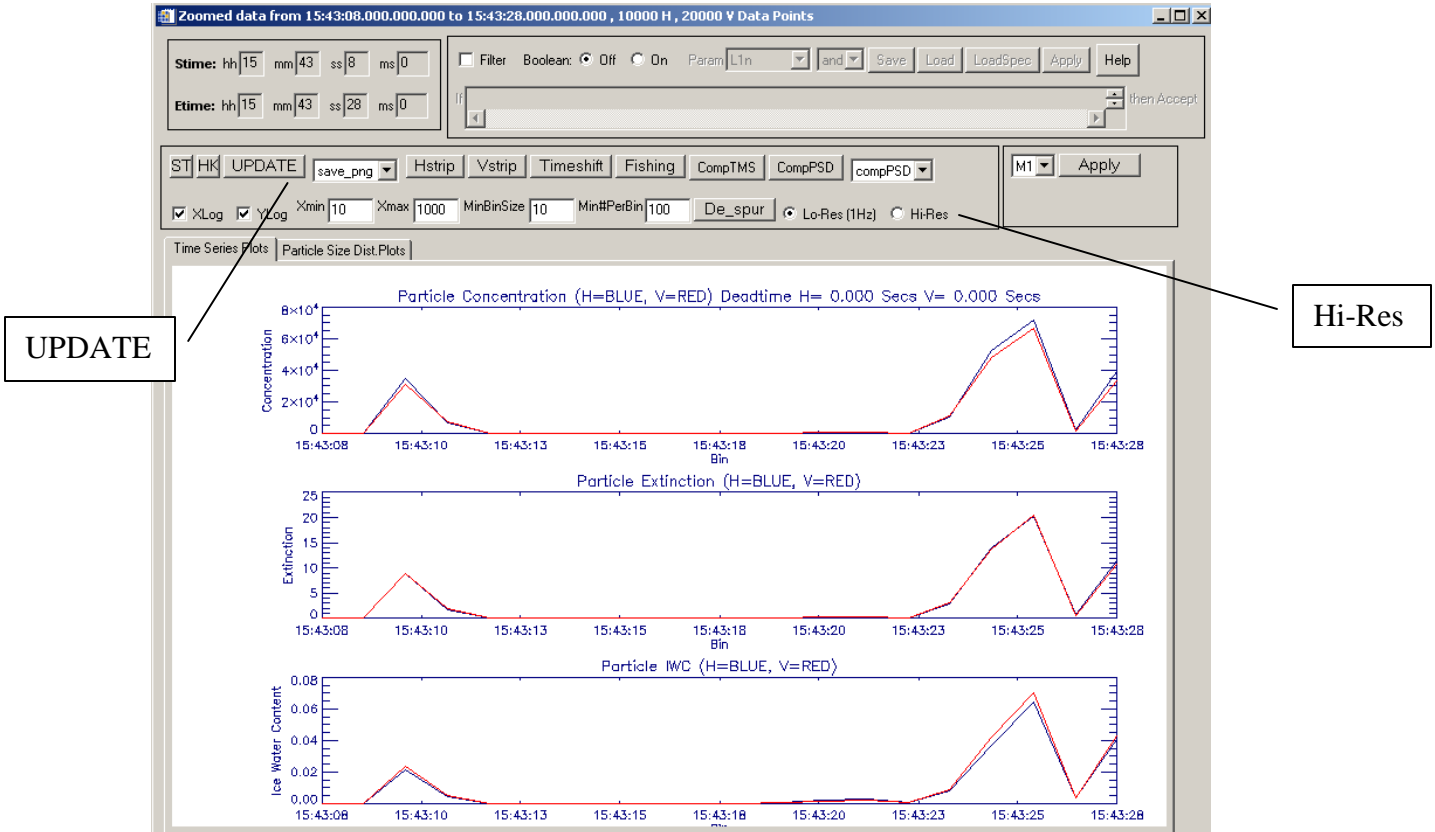 Zoomed data from 15:43:08.000.000.000 to 15:43:28.000.000.000 , 10000 H , 20000 V Data Points
Stime: hh 15 mm 43 ss 8 ms 0
Etime: hh 15 mm 43 ss 28 ms 0
Filter Boolean: Off On Param L1n and Save Load LoadSpec Apply Help
If then Accept
ST HK UPDATE save_png Hstrip Vstrip Timeshift Fishing CompTMS CompPSD compPSD
M1 Apply
XLog YLog Xmin 10 Xmax 1000 MinBinSize 10 Min#PerBin 100 De_spur Lo-Res (1Hz) Hi-Res
Time Series Plots Particle Size Dist.Plots
UPDATE
Hi-Res
Particle Concentration (H=BLUE, V=RED) Deadtime H= 0.000 Secs V= 0.000 Secs
Concentration
8×10⁴
6×10⁴
4×10⁴
2×10⁴
0
15:43:08 15:43:10 15:43:13 15:43:15 15:43:18 15:43:20 15:43:23 15:43:25 15:43:28
Bin
Particle Extinction (H=BLUE, V=RED)
Extinction
25
20
15
10
5
0
15:43:08 15:43:10 15:43:13 15:43:15 15:43:18 15:43:20 15:43:23 15:43:25 15:43:28
Bin
Particle IWC (H=BLUE, V=RED)
Ice Water Content
0.08
0.06
0.04
0.02
0.00
15:43:08 15:43:10 15:43:13 15:43:15 15:43:18 15:43:20 15:43:23 15:43:25 15:43:28